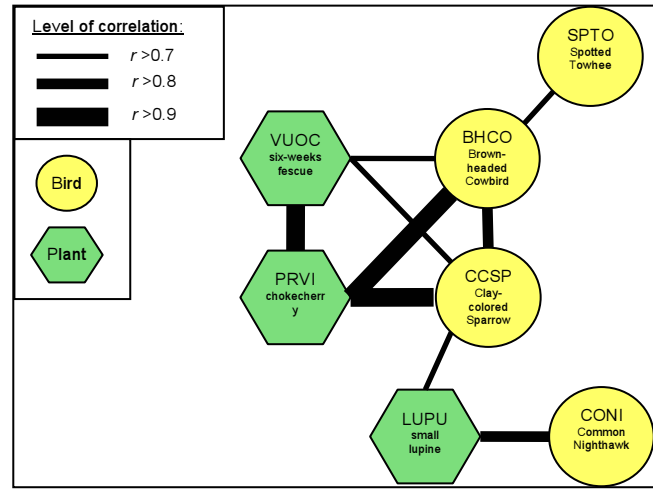 Level of correlation:
r >0.7
r >0.8
r >0.9
Bird
Plant
SPTO
Spotted
Towhee
VUOC
six-weeks
fescue
BHCO
Brown-
headed
Cowbird
PRVI
chokecherr
y
CCSP
Clay-
colored
Sparrow
LUPU
small
lupine
CONI
Common
Nighthawk